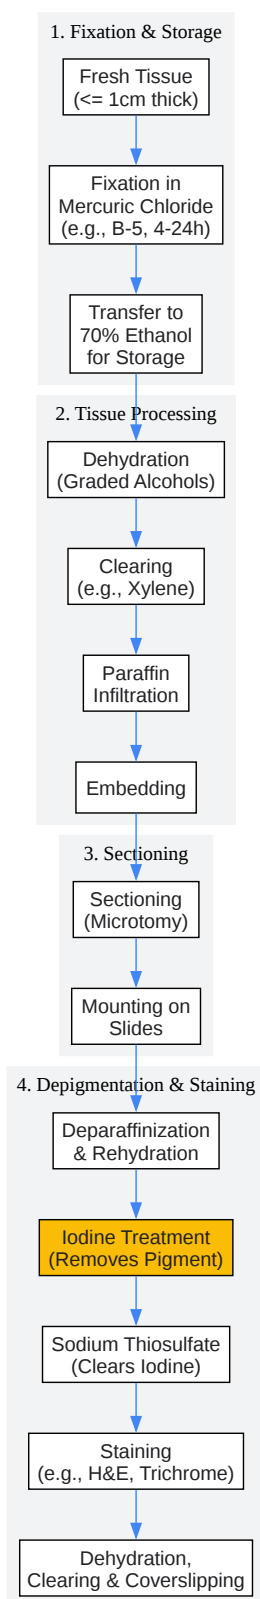 1. Fixation & Storage
Fresh Tissue
(<= 1cm thick)
Fixation in
Mercuric Chloride
(e.g., B-5, 4-24h)
Transfer to
70% Ethanol
for Storage
2. Tissue Processing
Dehydration
(Graded Alcohols)
Clearing
(e.g., Xylene)
Paraffin
Infiltration
Embedding
3. Sectioning
Sectioning
(Microtomy)
Mounting on
Slides
4. Depigmentation & Staining
Deparaffinization
& Rehydration
Iodine Treatment
(Removes Pigment)
Sodium Thiosulfate
(Clears Iodine)
Staining
(e.g., H&E, Trichrome)
Dehydration,
Clearing & Coverslipping